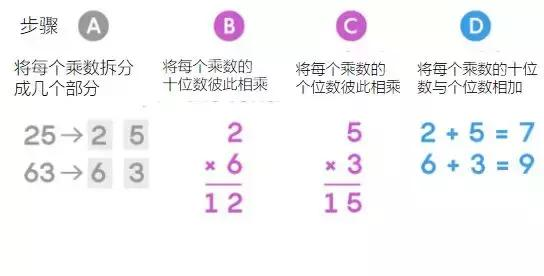 步骤 A
将每个乘数拆分
成几个部分
25→2 5
63→6 3
B
将每个乘数的
十位数彼此相乘
2
× 6
12
C
将每个乘数的
个位数彼此相乘
5
× 3
15
D
将每个乘数的十位
数与个位数相加
2 + 5 = 7
6 + 3 = 9